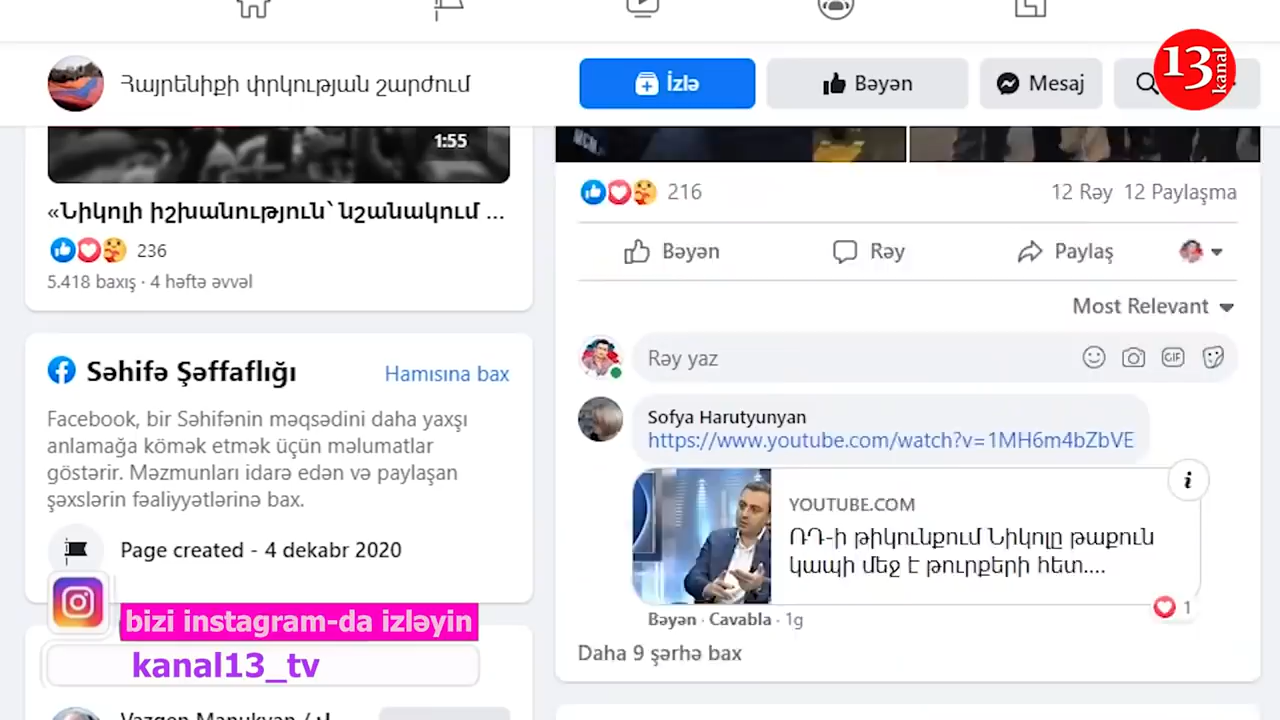 Հայրենիքի փրկության շարժում
İzlə
Bəyən
Mesaj
13
kanal
1:55
«Նիկոլի իշխանություն՝ նշանակում ...
236
5.418 baxış · 4 həftə əvvəl
Səhifə Şəffaflığı
Hamısına bax
Facebook, bir Səhifənin məqsədini daha yaxşı
anlamağa kömək etmək üçün məlumatlar
göstərir. Məzmunları idarə edən və paylaşan
şəxslərin fəaliyyətlərinə bax.
Page created - 4 dekabr 2020
bizi instagram-da izləyin
kanal13_tv
Vazgen Manukyan /
216
12 Rəy 12 Paylaşma
Bəyən
Rəy
Paylaş
Most Relevant
Rəy yaz
GIF
Sofya Harutyunyan
https://www.youtube.com/watch?v=1MH6m4bZbVE
YOUTUBE.COM
ՌԴ-ի թիկունքում Նիկոլը թաքուն
կապի մեջ է թուրքերի հետ....
1
Bəyən · Cavabla · 1g
Daha 9 şərhə bax